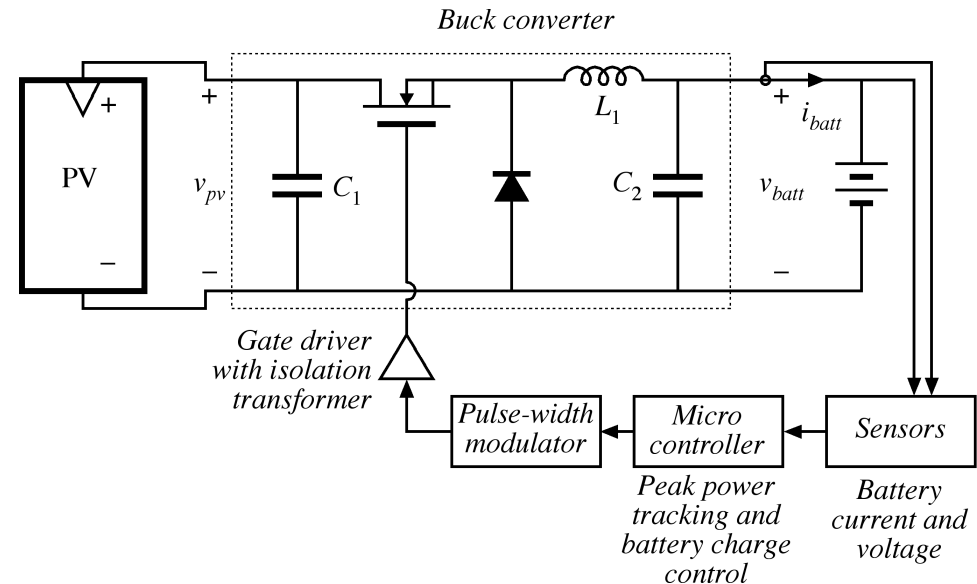 Buck converter
+
PV
−
+
v_pv
−
C_1
L_1
C_2
+
i_batt
v_batt
−
Gate driver
with isolation
transformer
Pulse-width
modulator
Micro
controller
Peak power
tracking and
battery charge
control
Sensors
Battery
current and
voltage